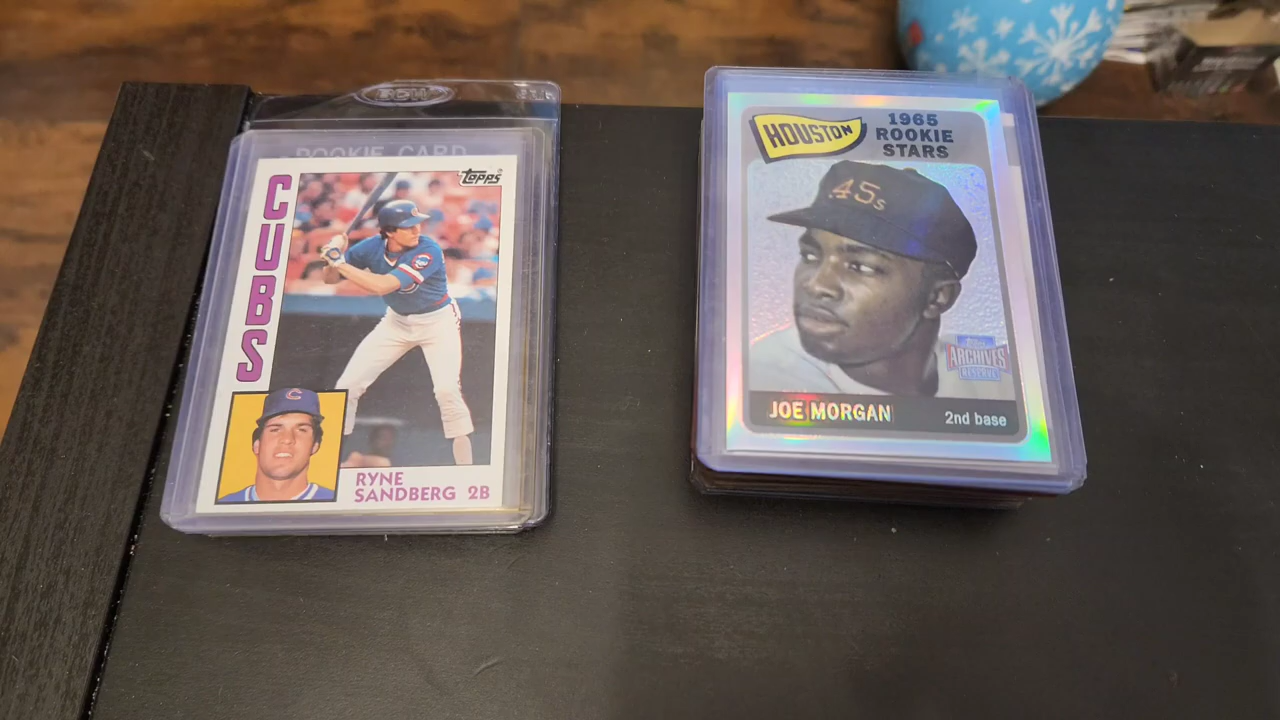 ROOKIE CARD
Topps
CUBS
C
RYNE
SANDBERG 2B
HOUSTON
1965
ROOKIE
STARS
.45s
Topps
ARCHIVES
RESERVE
JOE MORGAN
2nd base